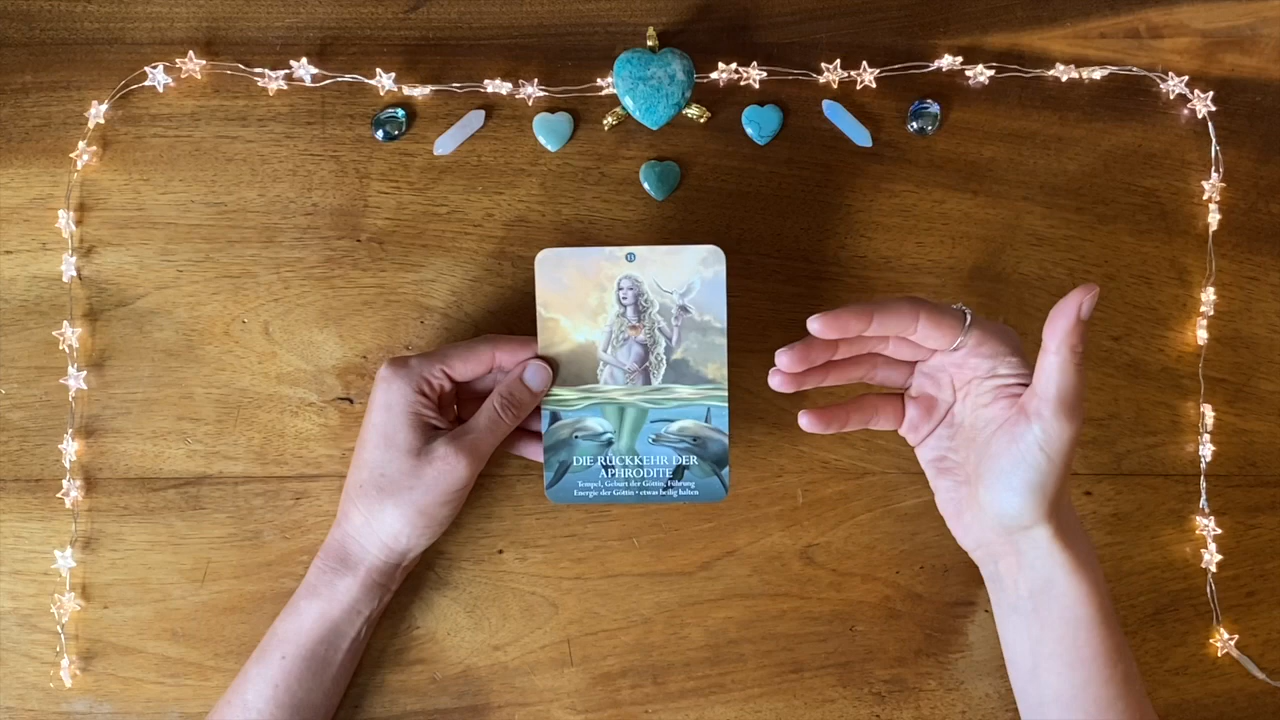 13
DIE RÜCKKEHR DER
APHRODITE
Tempel, Geburt der Göttin, Führung
Energie der Göttin • etwas heilig halten